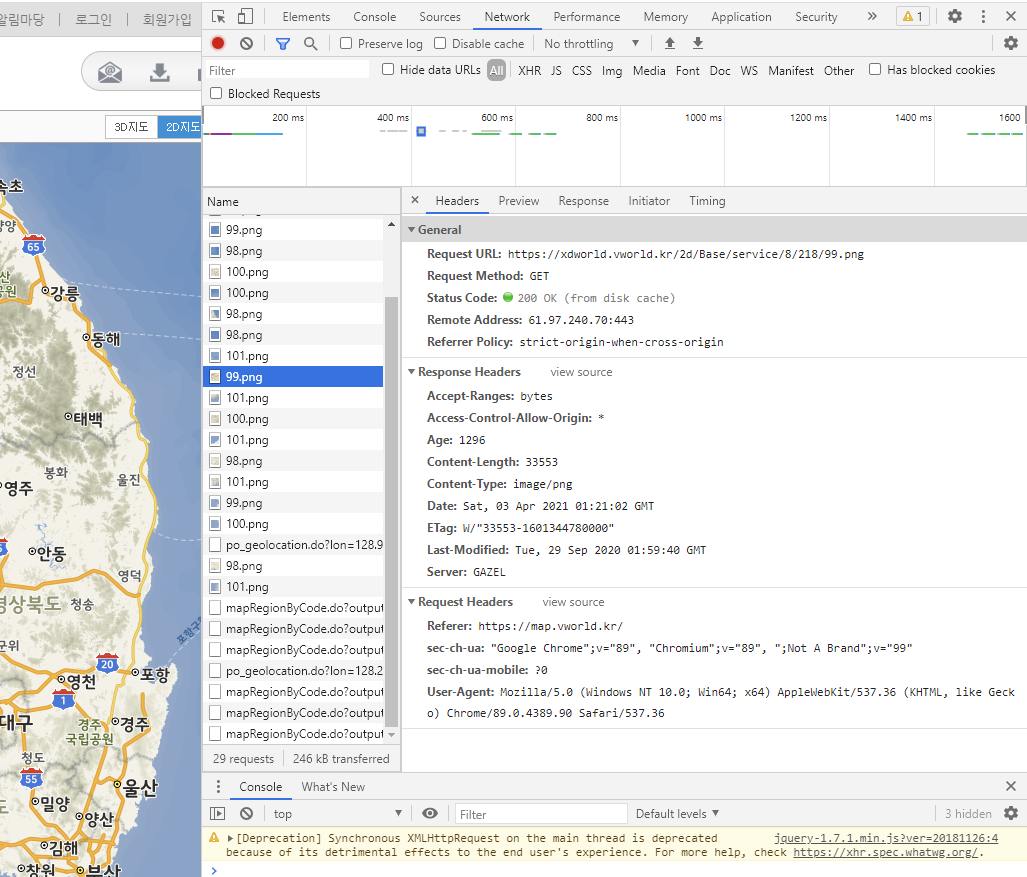 알림마당 | 로그인 | 회원가입
3D지도 2D지도
속초
양양
65
강릉
동해
정선
태백
봉화
울진
영주
안동
영덕
경상북도 청송
군위
포항
20
영천
1
대구
경주
국립공원
경주
청도
55
울산
밀양
양산
김해
창원 부산
Elements Console Sources Network Performance Memory Application Security » 1
Preserve log Disable cache No throttling ▼
Filter Hide data URLs All XHR JS CSS Img Media Font Doc WS Manifest Other Has blocked cookies
Blocked Requests
200 ms 400 ms 600 ms 800 ms 1000 ms 1200 ms 1400 ms 1600
Name
99.png
98.png
100.png
100.png
98.png
98.png
101.png
99.png
101.png
100.png
101.png
98.png
101.png
99.png
100.png
po_geolocation.do?lon=128.9
98.png
101.png
mapRegionByCode.do?output
mapRegionByCode.do?output
mapRegionByCode.do?output
po_geolocation.do?lon=128.2
mapRegionByCode.do?output
mapRegionByCode.do?output
mapRegionByCode.do?output
29 requests 246 kB transferred
× Headers Preview Response Initiator Timing
▼ General
Request URL: https://xdworld.vworld.kr/2d/Base/service/8/218/99.png
Request Method: GET
Status Code: 200 OK (from disk cache)
Remote Address: 61.97.240.70:443
Referrer Policy: strict-origin-when-cross-origin
▼ Response Headers view source
Accept-Ranges: bytes
Access-Control-Allow-Origin: *
Age: 1296
Content-Length: 33553
Content-Type: image/png
Date: Sat, 03 Apr 2021 01:21:02 GMT
ETag: W/"33553-1601344780000"
Last-Modified: Tue, 29 Sep 2020 01:59:40 GMT
Server: GAZEL
▼ Request Headers view source
Referer: https://map.vworld.kr/
sec-ch-ua: "Google Chrome";v="89", "Chromium";v="89", ";Not A Brand";v="99"
sec-ch-ua-mobile: ?0
User-Agent: Mozilla/5.0 (Windows NT 10.0; Win64; x64) AppleWebKit/537.36 (KHTML, like Geck
o) Chrome/89.0.4389.90 Safari/537.36
Console What's New
top ▼ Filter Default levels ▼ 3 hidden
▶ [Deprecation] Synchronous XMLHttpRequest on the main thread is deprecated jquery-1.7.1.min.js?ver=20181126:4
because of its detrimental effects to the end user's experience. For more help, check https://xhr.spec.whatwg.org/.
>